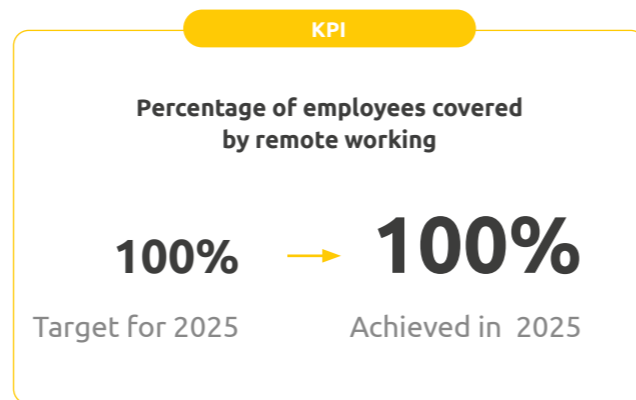 KPI
Percentage of employees covered
by remote working
100%
100%
Target for 2025
Achieved in 2025